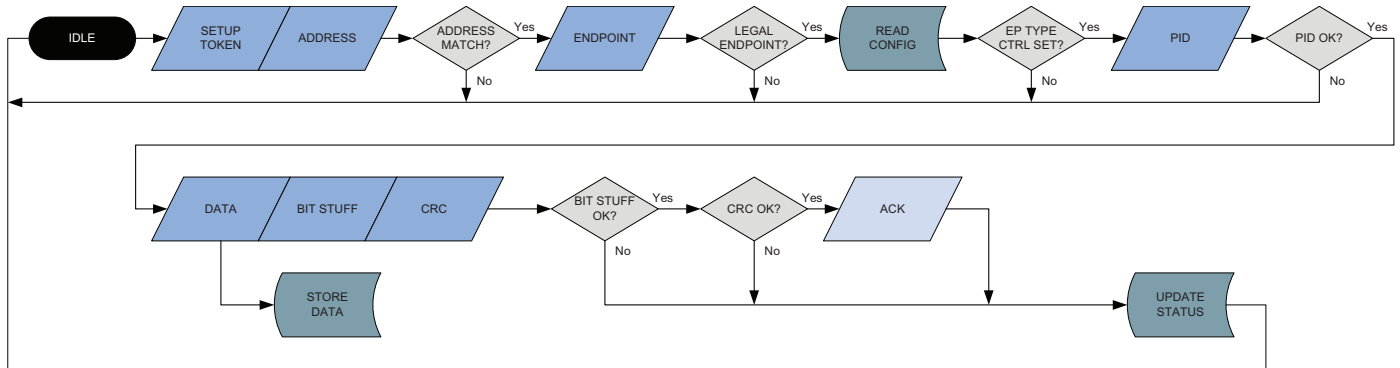 IDLE
SETUP
TOKEN
ADDRESS
ADDRESS
MATCH?
Yes
No
ENDPOINT
LEGAL
ENDPOINT?
Yes
No
READ
CONFIG
EP TYPE
CTRL SET?
Yes
No
PID
PID OK?
Yes
No
DATA
BIT STUFF
CRC
BIT STUFF
OK?
Yes
No
CRC OK?
Yes
No
ACK
STORE
DATA
UPDATE
STATUS